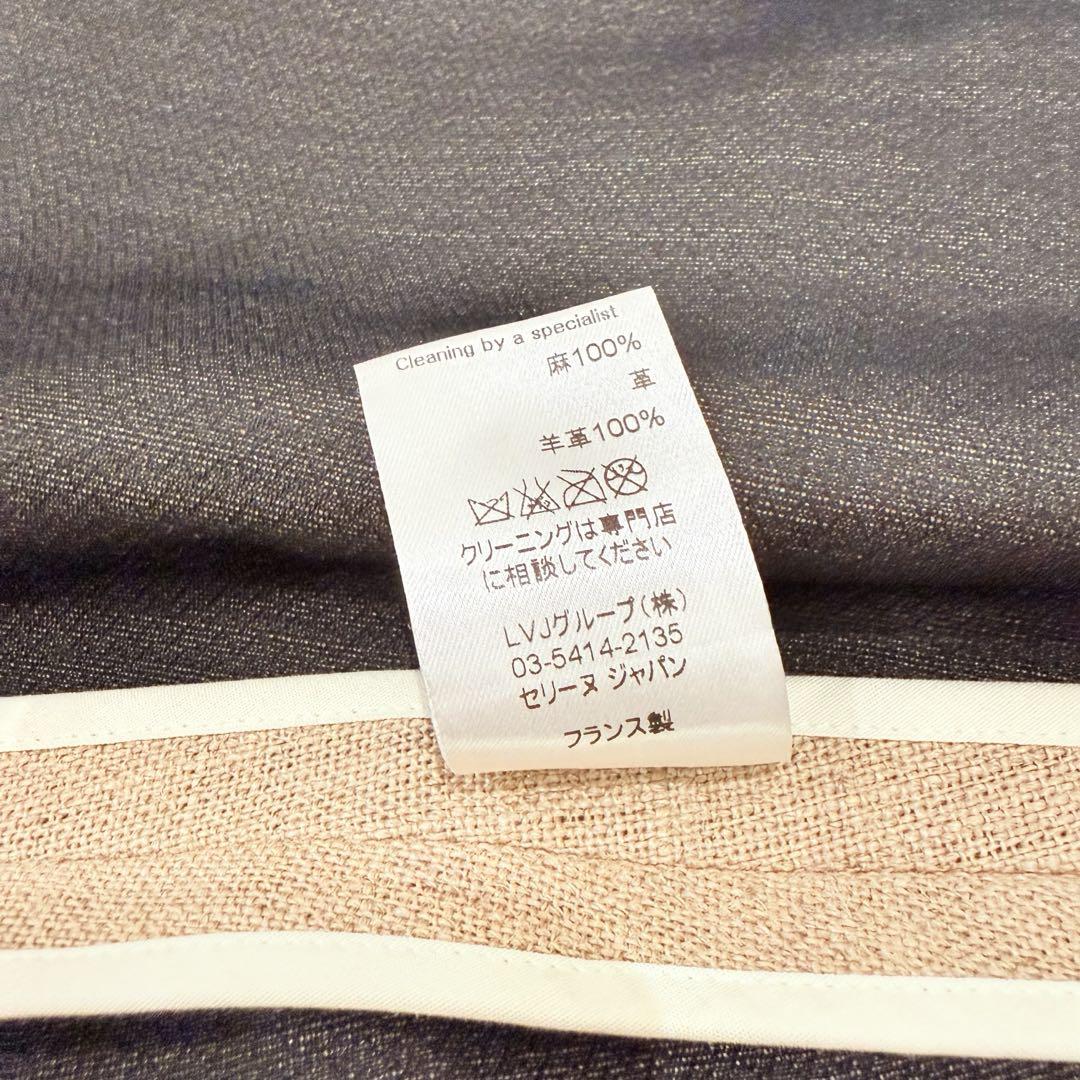 Cleaning by a specialist
麻100%
革
羊革100%
クリーニングは専門店
に相談してください
LVJグループ(株)
03-5414-2135
セリーヌ ジャパン
フランス製